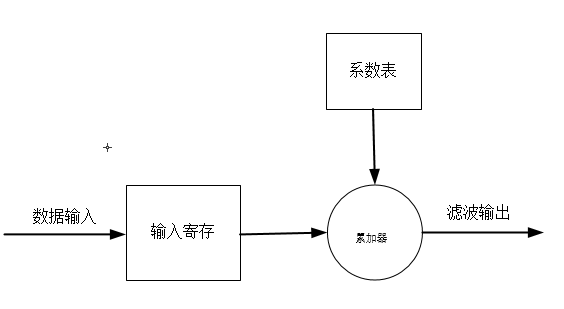 系数表
数据输入
输入寄存
累加器
滤波输出